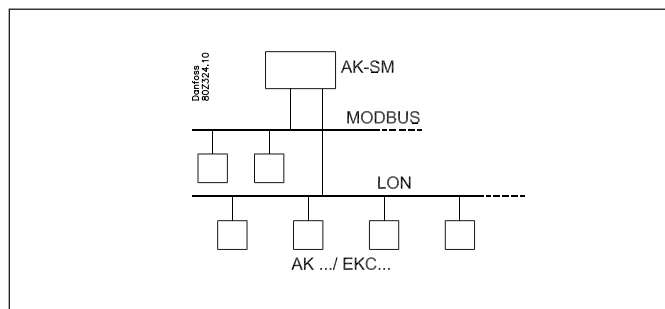 Danfoss
80Z324.10
AK-SM
MODBUS
LON
AK .../ EKC...